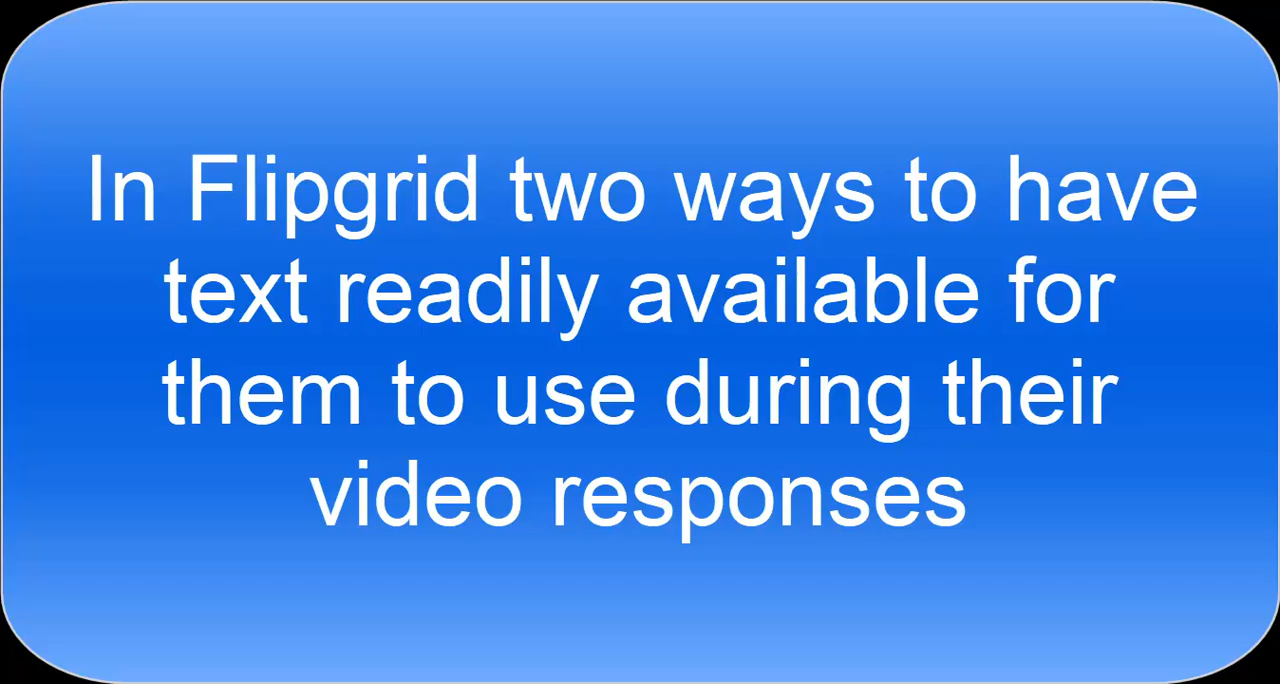 In Flipgrid two ways to have
text readily available for
them to use during their
video responses